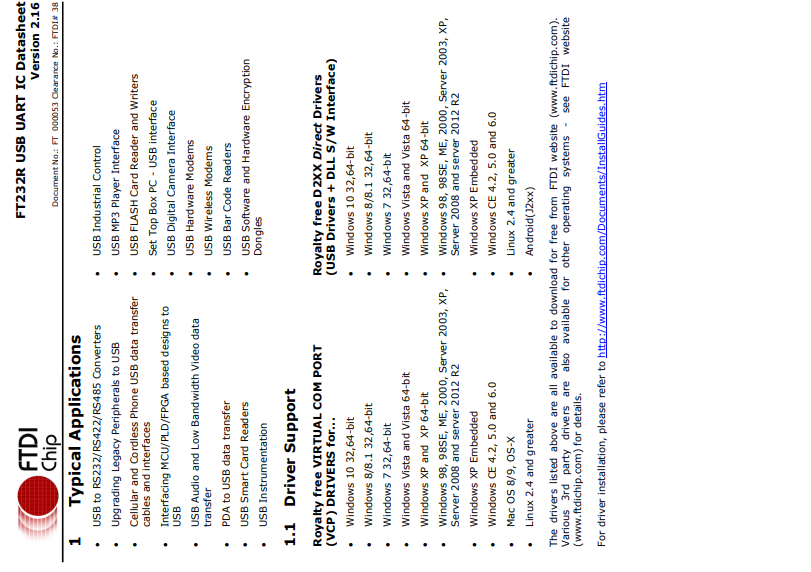 FTDI
Chip
FT232R USB UART IC Datasheet
Version 2.16
Document No.: FT_000053 Clearance No.: FTDI# 38
1 Typical Applications
• USB to RS232/RS422/RS485 Converters
• Upgrading Legacy Peripherals to USB
• Cellular and Cordless Phone USB data transfer
cables and interfaces
• Interfacing MCU/PLD/FPGA based designs to
USB
• USB Audio and Low Bandwidth Video data
transfer
• PDA to USB data transfer
• USB Smart Card Readers
• USB Instrumentation
• USB Industrial Control
• USB MP3 Player Interface
• USB FLASH Card Reader and Writers
• Set Top Box PC - USB interface
• USB Digital Camera Interface
• USB Hardware Modems
• USB Wireless Modems
• USB Bar Code Readers
• USB Software and Hardware Encryption
Dongles
1.1 Driver Support
Royalty free VIRTUAL COM PORT
(VCP) DRIVERS for...
• Windows 10 32,64-bit
• Windows 8/8.1 32,64-bit
• Windows 7 32,64-bit
• Windows Vista and Vista 64-bit
• Windows XP and XP 64-bit
• Windows 98, 98SE, ME, 2000, Server 2003, XP,
Server 2008 and server 2012 R2
• Windows XP Embedded
• Windows CE 4.2, 5.0 and 6.0
• Mac OS 8/9, OS-X
• Linux 2.4 and greater
Royalty free D2XX Direct Drivers
(USB Drivers + DLL S/W Interface)
• Windows 10 32,64-bit
• Windows 8/8.1 32,64-bit
• Windows 7 32,64-bit
• Windows Vista and Vista 64-bit
• Windows XP and XP 64-bit
• Windows 98, 98SE, ME, 2000, Server 2003, XP,
Server 2008 and server 2012 R2
• Windows XP Embedded
• Windows CE 4.2, 5.0 and 6.0
• Linux 2.4 and greater
• Android(J2xx)
The drivers listed above are all available to download for free from FTDI website (www.ftdichip.com).
Various 3rd party drivers are also available for other operating systems - see FTDI website
(www.ftdichip.com) for details.
For driver installation, please refer to http://www.ftdichip.com/Documents/InstallGuides.htm